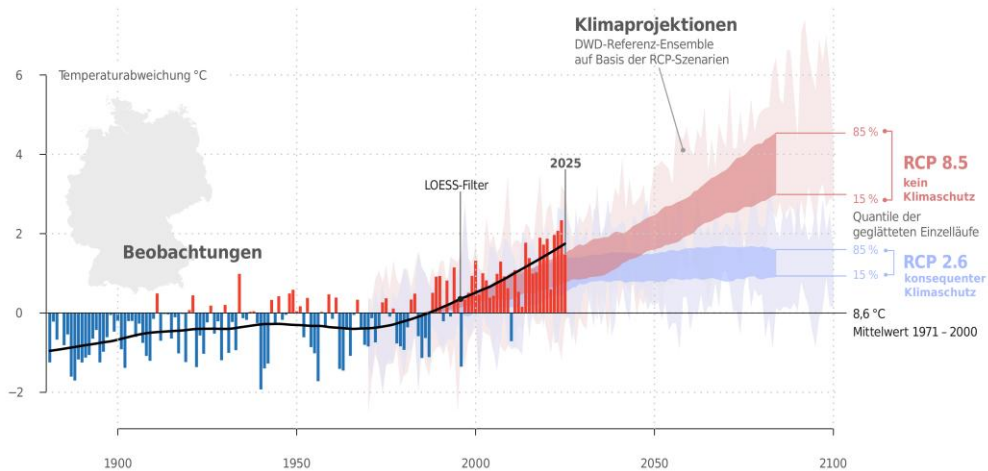 Klimaprojektionen
DWD-Referenz-Ensemble
auf Basis der RCP-Szenarien
Temperaturabweichung °C
6
4
2
0
−2
Beobachtungen
LOESS-Filter
2025
85 %
15 %
RCP 8.5
kein
Klimaschutz
Quantile der
geglätteten Einzelläufe
85 %
15 %
RCP 2.6
konsequenter
Klimaschutz
8,6 °C
Mittelwert 1971 – 2000
1900
1950
2000
2050
2100